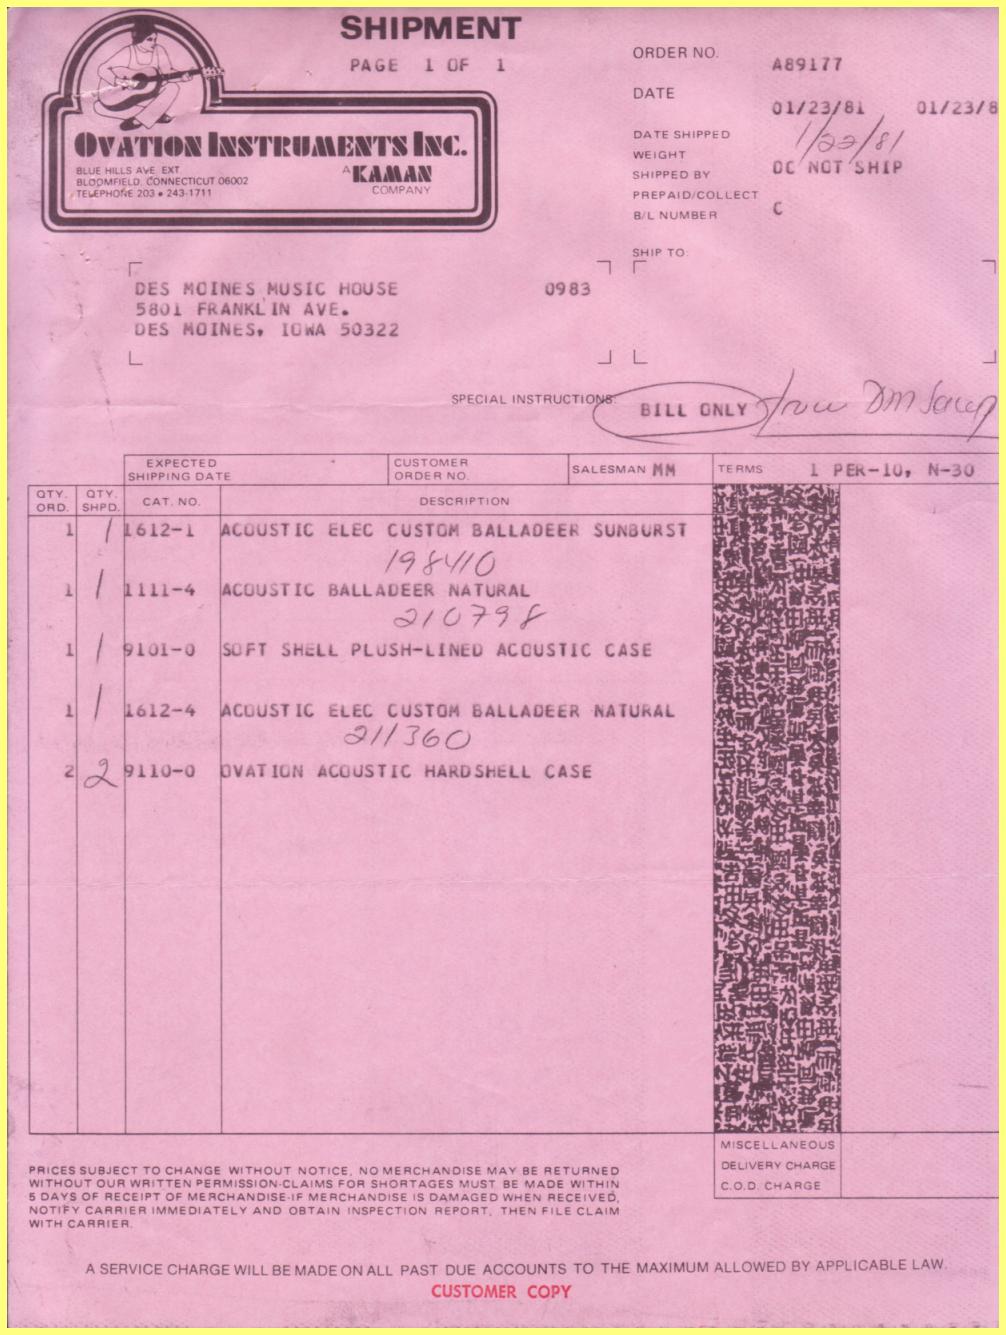 SHIPMENT
PAGE 1 OF 1
OVATION INSTRUMENTS INC.
BLUE HILLS AVE. EXT.
BLOOMFIELD, CONNECTICUT 06002
TELEPHONE 203 • 243-1711
A KAMAN COMPANY
ORDER NO. A89177
DATE 01/23/81 01/23/8
DATE SHIPPED 1/22/81
WEIGHT
SHIPPED BY DO NOT SHIP
PREPAID/COLLECT
B/L NUMBER C
SHIP TO:
DES MOINES MUSIC HOUSE 0983
5801 FRANKLIN AVE.
DES MOINES, IOWA 50322
SPECIAL INSTRUCTIONS: BILL ONLY
EXPECTED SHIPPING DATE
CUSTOMER ORDER NO.
SALESMAN MM
TERMS 1 PER-10, N-30
QTY. ORD. QTY. SHPD. CAT. NO. DESCRIPTION
1 1 1612-1 ACOUSTIC ELEC CUSTOM BALLADEER SUNBURST
198410
1 1 1111-4 ACOUSTIC BALLADEER NATURAL
210798
1 1 9101-0 SOFT SHELL PLUSH-LINED ACOUSTIC CASE
1 1 1612-4 ACOUSTIC ELEC CUSTOM BALLADEER NATURAL
211360
2 2 9110-0 OVATION ACOUSTIC HARDSHELL CASE
MISCELLANEOUS
DELIVERY CHARGE
C.O.D. CHARGE
PRICES SUBJECT TO CHANGE WITHOUT NOTICE, NO MERCHANDISE MAY BE RETURNED
WITHOUT OUR WRITTEN PERMISSION-CLAIMS FOR SHORTAGES MUST BE MADE WITHIN
5 DAYS OF RECEIPT OF MERCHANDISE-IF MERCHANDISE IS DAMAGED WHEN RECEIVED,
NOTIFY CARRIER IMMEDIATELY AND OBTAIN INSPECTION REPORT, THEN FILE CLAIM
WITH CARRIER.
A SERVICE CHARGE WILL BE MADE ON ALL PAST DUE ACCOUNTS TO THE MAXIMUM ALLOWED BY APPLICABLE LAW.
CUSTOMER COPY